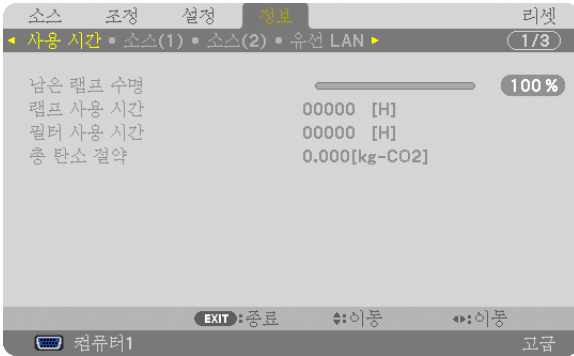 소스 조정 설정 정보 리셋
사용 시간 • 소스(1) • 소스(2) • 유선 LAN 1/3
남은 램프 수명 100%
램프 사용 시간 00000 [H]
필터 사용 시간 00000 [H]
총 탄소 절약 0.000[kg-CO2]
EXIT:종료 :이동 :이동
컴퓨터1 고급